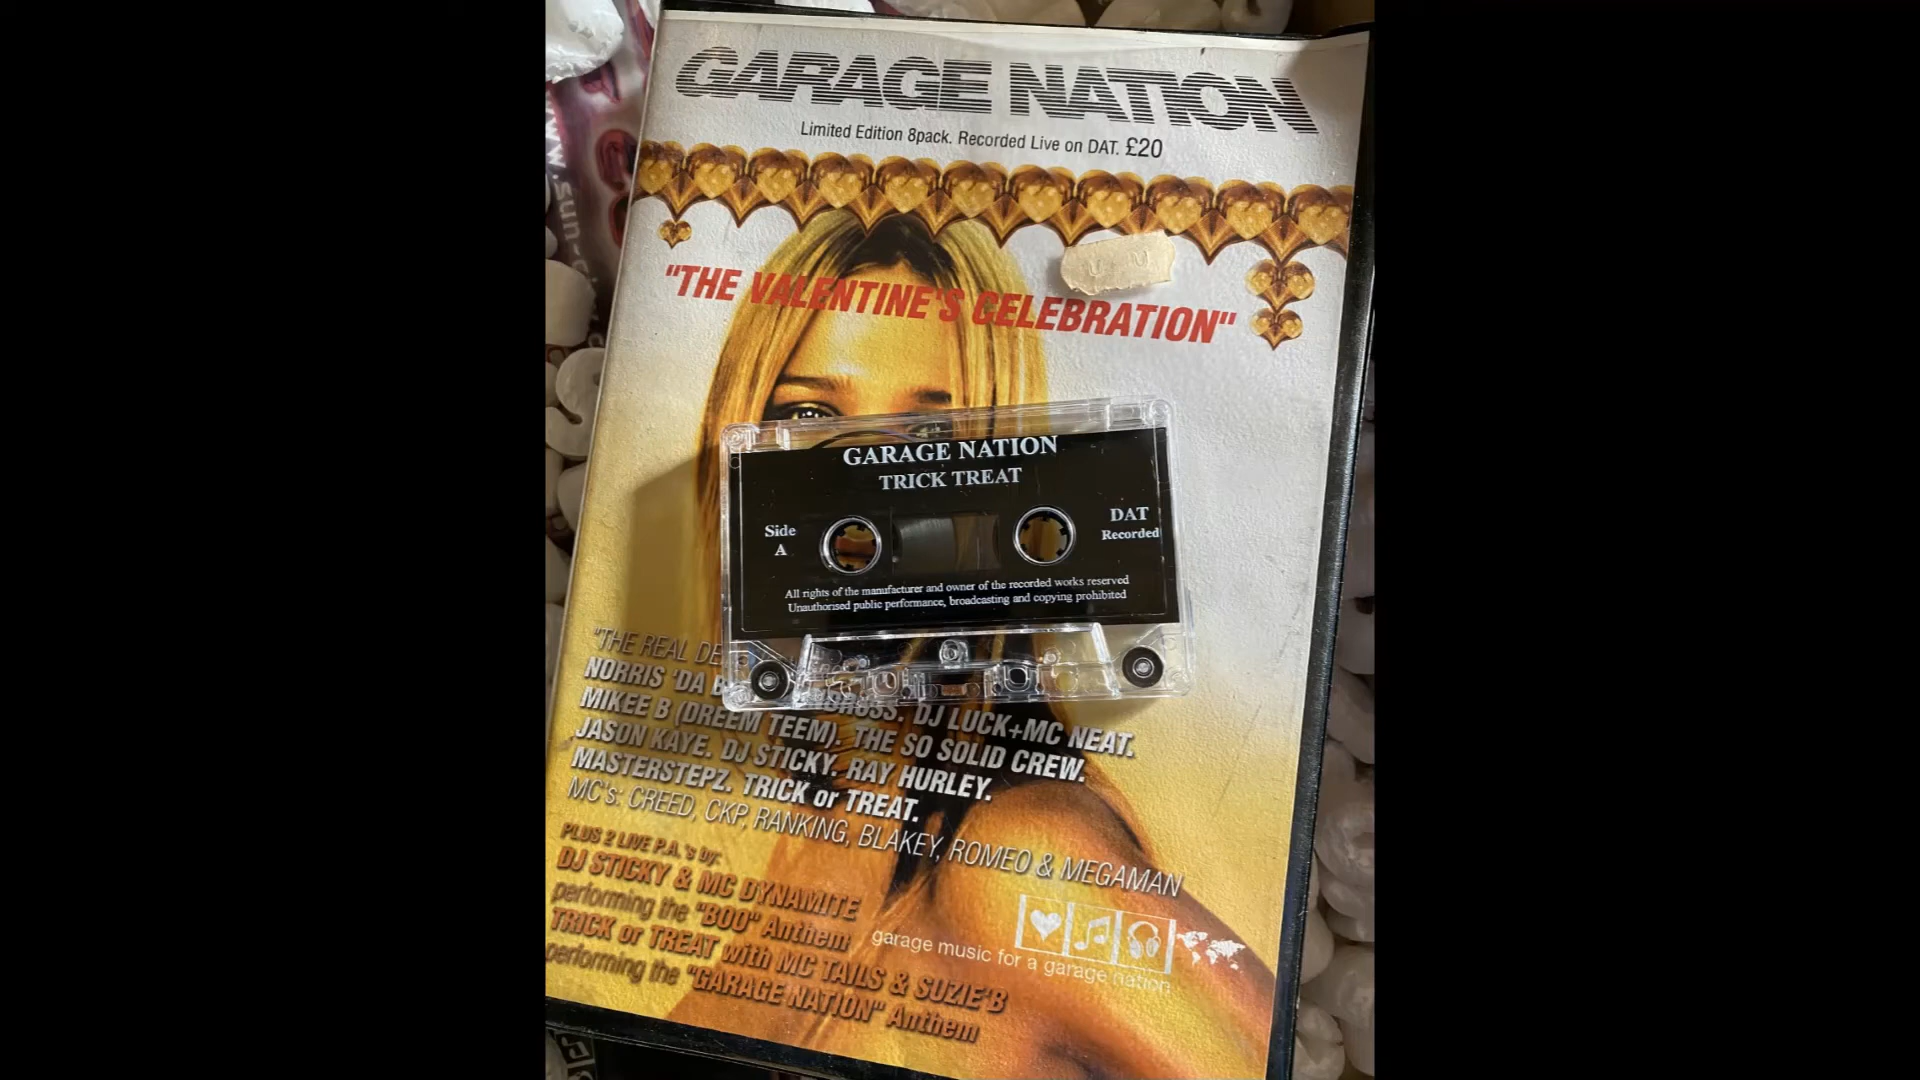 GARAGE NATION
Limited Edition 8pack. Recorded Live on DAT. £20
"THE VALENTINE'S CELEBRATION"
GARAGE NATION
TRICK TREAT
Side
A
DAT
Recorded
All rights of the manufacturer and owner of the recorded works reserved
Unauthorised public performance, broadcasting and copying prohibited
"THE REAL
NORRIS 'DA DJ LUCK+MC NEAT.
MIKEE B (DREEM TEEM). THE SO SOLID CREW.
JASON KAYE. DJ STICKY. RAY HURLEY.
MASTERSTEPZ. TRICK or TREAT.
MC's: CREED, CKP, RANKING, BLAKEY, ROMEO & MEGAMAN
PLUS 2 LIVE P.A.'s by:
DJ STICKY & MC DYNAMITE
performing the "BOO" Anthem
TRICK or TREAT with MC TAILS & SUZIE'B
performing the "GARAGE NATION" Anthem
garage music for a garage nation
www.sun-